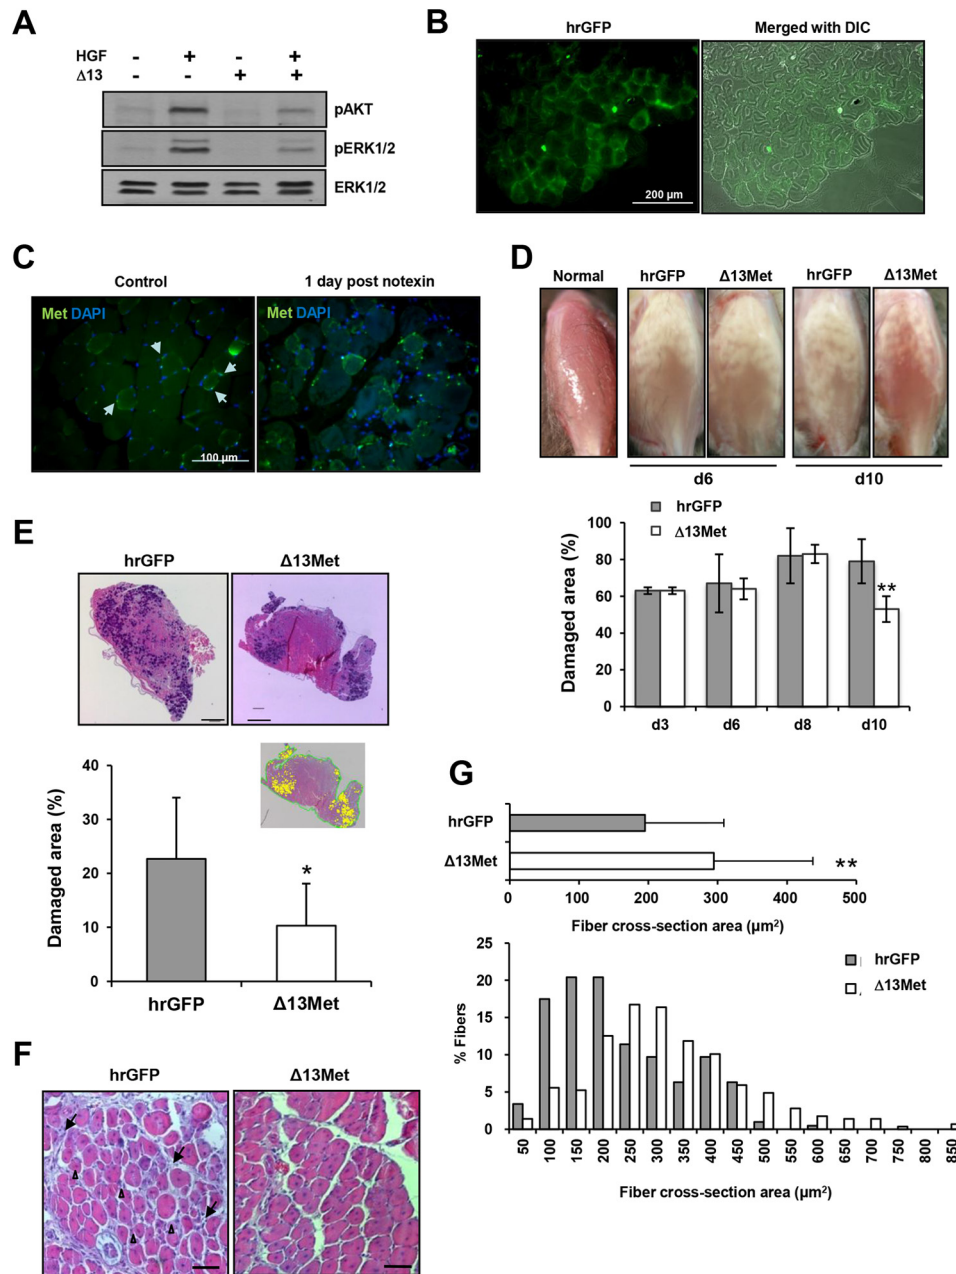 A
HGF - + - +
Δ13 - - + +
pAKT
pERK1/2
ERK1/2
B
hrGFP
Merged with DIC
200 µm
C
Control
1 day post notexin
Met DAPI
Met DAPI
100 µm
D
Normal
hrGFP
Δ13Met
hrGFP
Δ13Met
d6
d10
hrGFP
Δ13Met
Damaged area (%)
100
80
60
40
20
0
**
d3
d6
d8
d10
E
hrGFP
Δ13Met
Damaged area (%)
40
30
20
10
0
*
hrGFP
Δ13Met
F
hrGFP
Δ13Met
G
hrGFP
Δ13Met
**
0 100 200 300 400 500
Fiber cross-section area (µm²)
hrGFP
Δ13Met
% Fibers
25
20
15
10
5
0
50 100 150 200 250 300 350 400 450 500 550 600 650 700 750 800 850
Fiber cross-section area (µm²)